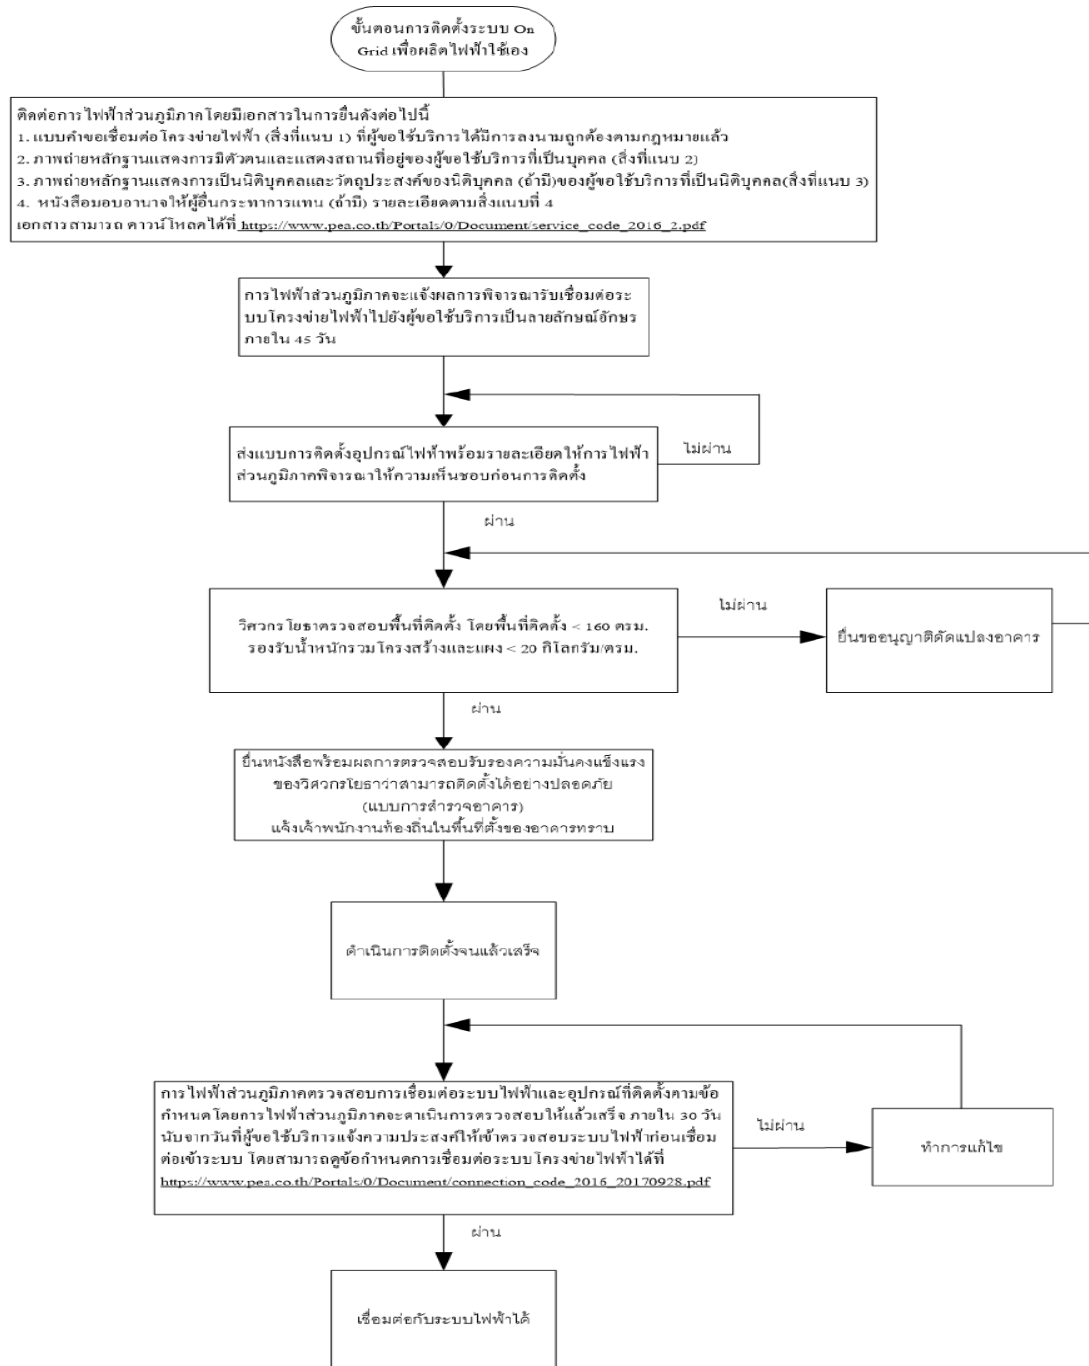 ขั้นตอนการติดตั้งระบบ On
Grid เพื่อผลิตไฟฟ้าใช้เอง
ติดต่อการไฟฟ้าส่วนภูมิภาคโดยมีเอกสารในการยื่นดังต่อไปนี้
1. แบบคำขอเชื่อมต่อโครงข่ายไฟฟ้า (สิ่งที่แนบ 1) ที่ผู้ขอใช้บริการได้มีการลงนามถูกต้องตามกฎหมายแล้ว
2. ภาพถ่ายหลักฐานแสดงการมีตัวตนและแสดงสถานที่อยู่ของผู้ขอใช้บริการที่เป็นบุคคล (สิ่งที่แนบ 2)
3. ภาพถ่ายหลักฐานแสดงการเป็นนิติบุคคลและวัตถุประสงค์ของนิติบุคคล (ถ้ามี)ของผู้ขอใช้บริการที่เป็นนิติบุคคล(สิ่งที่แนบ 3)
4. หนังสือมอบอานาจให้ผู้อื่นกระทาการแทน (ถ้ามี) รายละเอียดตามสิ่งแนบที่ 4
เอกสารสามารถ ดาวน์โหลดได้ที่ https://www.pea.co.th/Portals/0/Document/service_code_2016_2.pdf
การไฟฟ้าส่วนภูมิภาคจะแจ้งผลการพิจารณารับเชื่อมต่อระ
บบโครงข่ายไฟฟ้าไปยังผู้ขอใช้บริการเป็นลายลักษณ์อักษร
ภายใน 45 วัน
ส่งแบบการติดตั้งอุปกรณ์ไฟฟ้าพร้อมรายละเอียดให้การไฟฟ้า
ส่วนภูมิภาคพิจารณาให้ความเห็นชอบก่อนการติดตั้ง
ไม่ผ่าน
ผ่าน
วิศวกรโยธาตรวจสอบพื้นที่ติดตั้ง โดยพื้นที่ติดตั้ง < 160 ตรม.
รองรับน้ำหนักรวมโครงสร้างและแผง < 20 กิโลกรัม/ตรม.
ไม่ผ่าน
ยื่นขออนุญาติดัดแปลงอาคาร
ผ่าน
ยื่นหนังสือพร้อมผลการตรวจสอบรับรองความมั่นคงแข็งแรง
ของวิศวกรโยธาว่าสามารถติดตั้งได้อย่างปลอดภัย
(แบบการสำรวจอาคาร)
แจ้งเจ้าพนักงานท้องถิ่นในพื้นที่ตั้งของอาคารทราบ
ดำเนินการติดตั้งจนแล้วเสร็จ
การไฟฟ้าส่วนภูมิภาคตรวจสอบการเชื่อมต่อระบบไฟฟ้าและอุปกรณ์ที่ติดตั้งตามข้อ
กำหนดโดยการไฟฟ้าส่วนภูมิภาคจะดาเนินการตรวจสอบให้แล้วเสร็จ ภายใน 30 วัน
นับจากวันที่ผู้ขอใช้บริการแจ้งความประสงค์ให้เข้าตรวจสอบระบบไฟฟ้าก่อนเชื่อม
ต่อเข้าระบบ โดยสามารถดูข้อกำหนดการเชื่อมต่อระบบโครงข่ายไฟฟ้าได้ที่
https://www.pea.co.th/Portals/0/Document/connection_code_2016_20170928.pdf
ไม่ผ่าน
ทำการแก้ไข
ผ่าน
เชื่อมต่อกับระบบไฟฟ้าได้